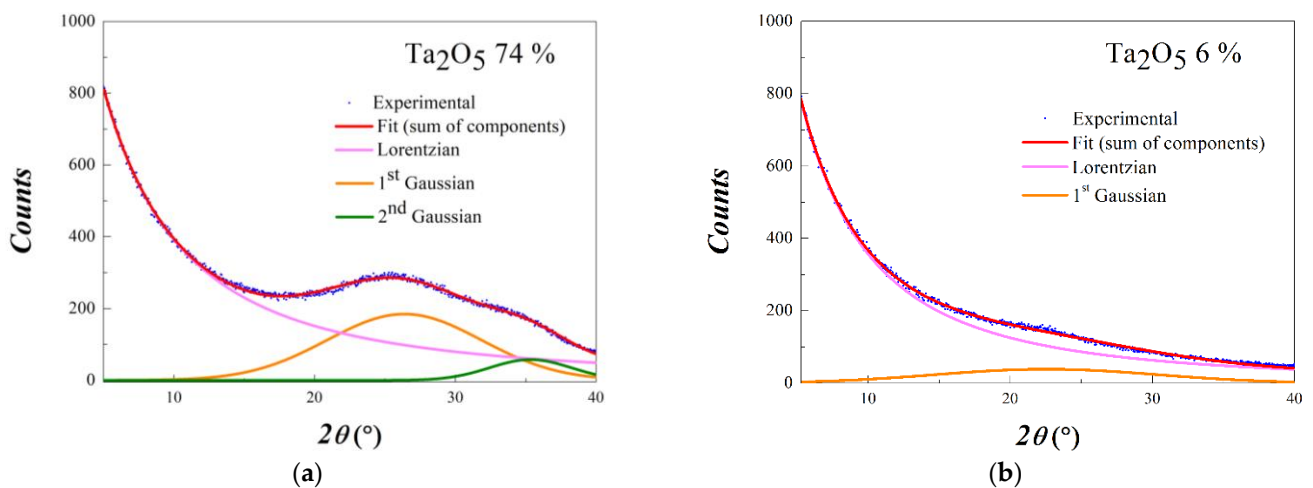 1000
800
600
400
200
0
Counts
Ta₂O₅ 74 %
Experimental
Fit (sum of components)
Lorentzian
1ˢᵗ Gaussian
2ⁿᵈ Gaussian
10 20 30 40
2θ (°)
(a)
1000
800
600
400
200
0
Counts
Ta₂O₅ 6 %
Experimental
Fit (sum of components)
Lorentzian
1ˢᵗ Gaussian
10 20 30 40
2θ (°)
(b)